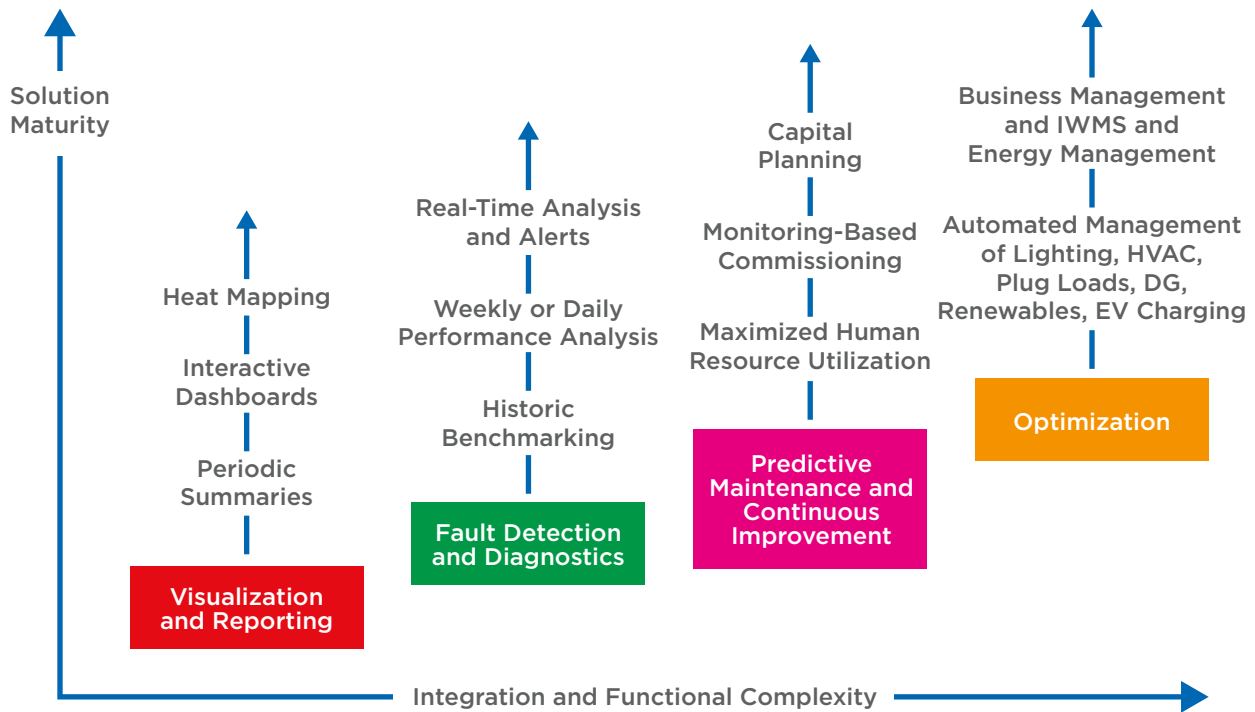 Solution
Maturity
Heat Mapping
Interactive
Dashboards
Periodic
Summaries
Visualization
and Reporting
Real-Time Analysis
and Alerts
Weekly or Daily
Performance Analysis
Historic
Benchmarking
Fault Detection
and Diagnostics
Capital
Planning
Monitoring-Based
Commissioning
Maximized Human
Resource Utilization
Predictive
Maintenance and
Continuous
Improvement
Business Management
and IWMS and
Energy Management
Automated Management
of Lighting, HVAC,
Plug Loads, DG,
Renewables, EV Charging
Optimization
Integration and Functional Complexity